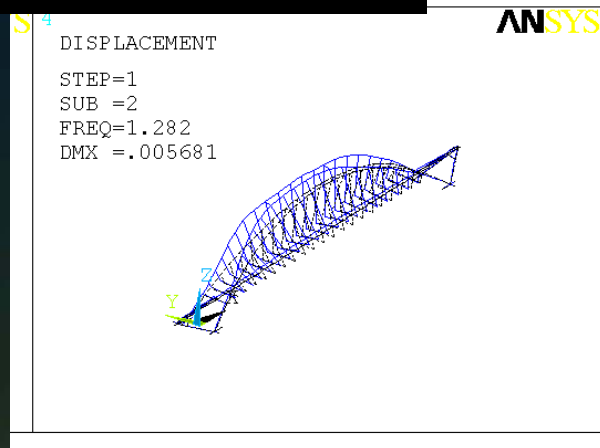 S 4
ANSYS
DISPLACEMENT
STEP=1
SUB =2
FREQ=1.282
DMX =.005681
Z
Y
X